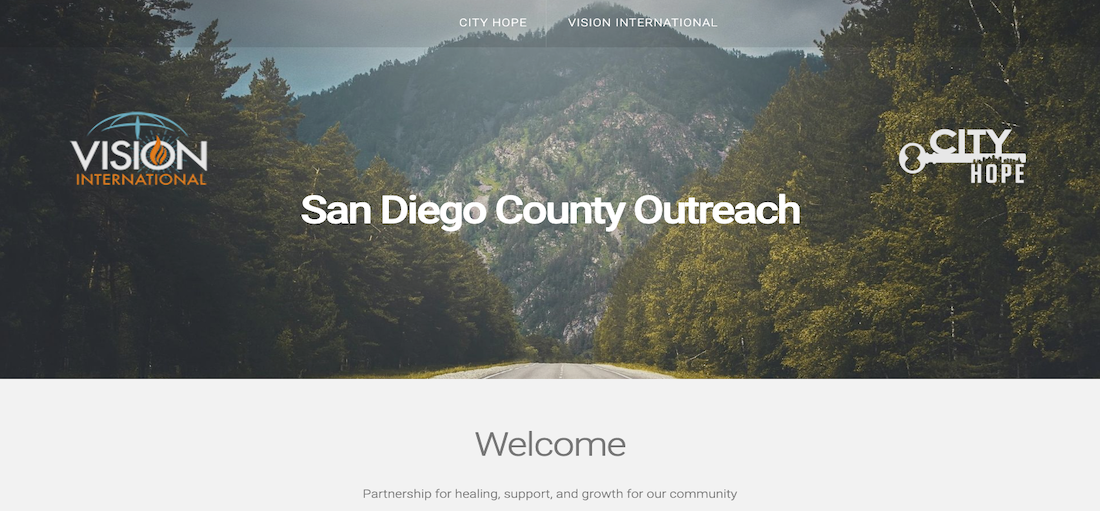 CITY HOPE
VISION INTERNATIONAL
VISION
INTERNATIONAL
CITY
HOPE
San Diego County Outreach
Welcome
Partnership for healing, support, and growth for our community